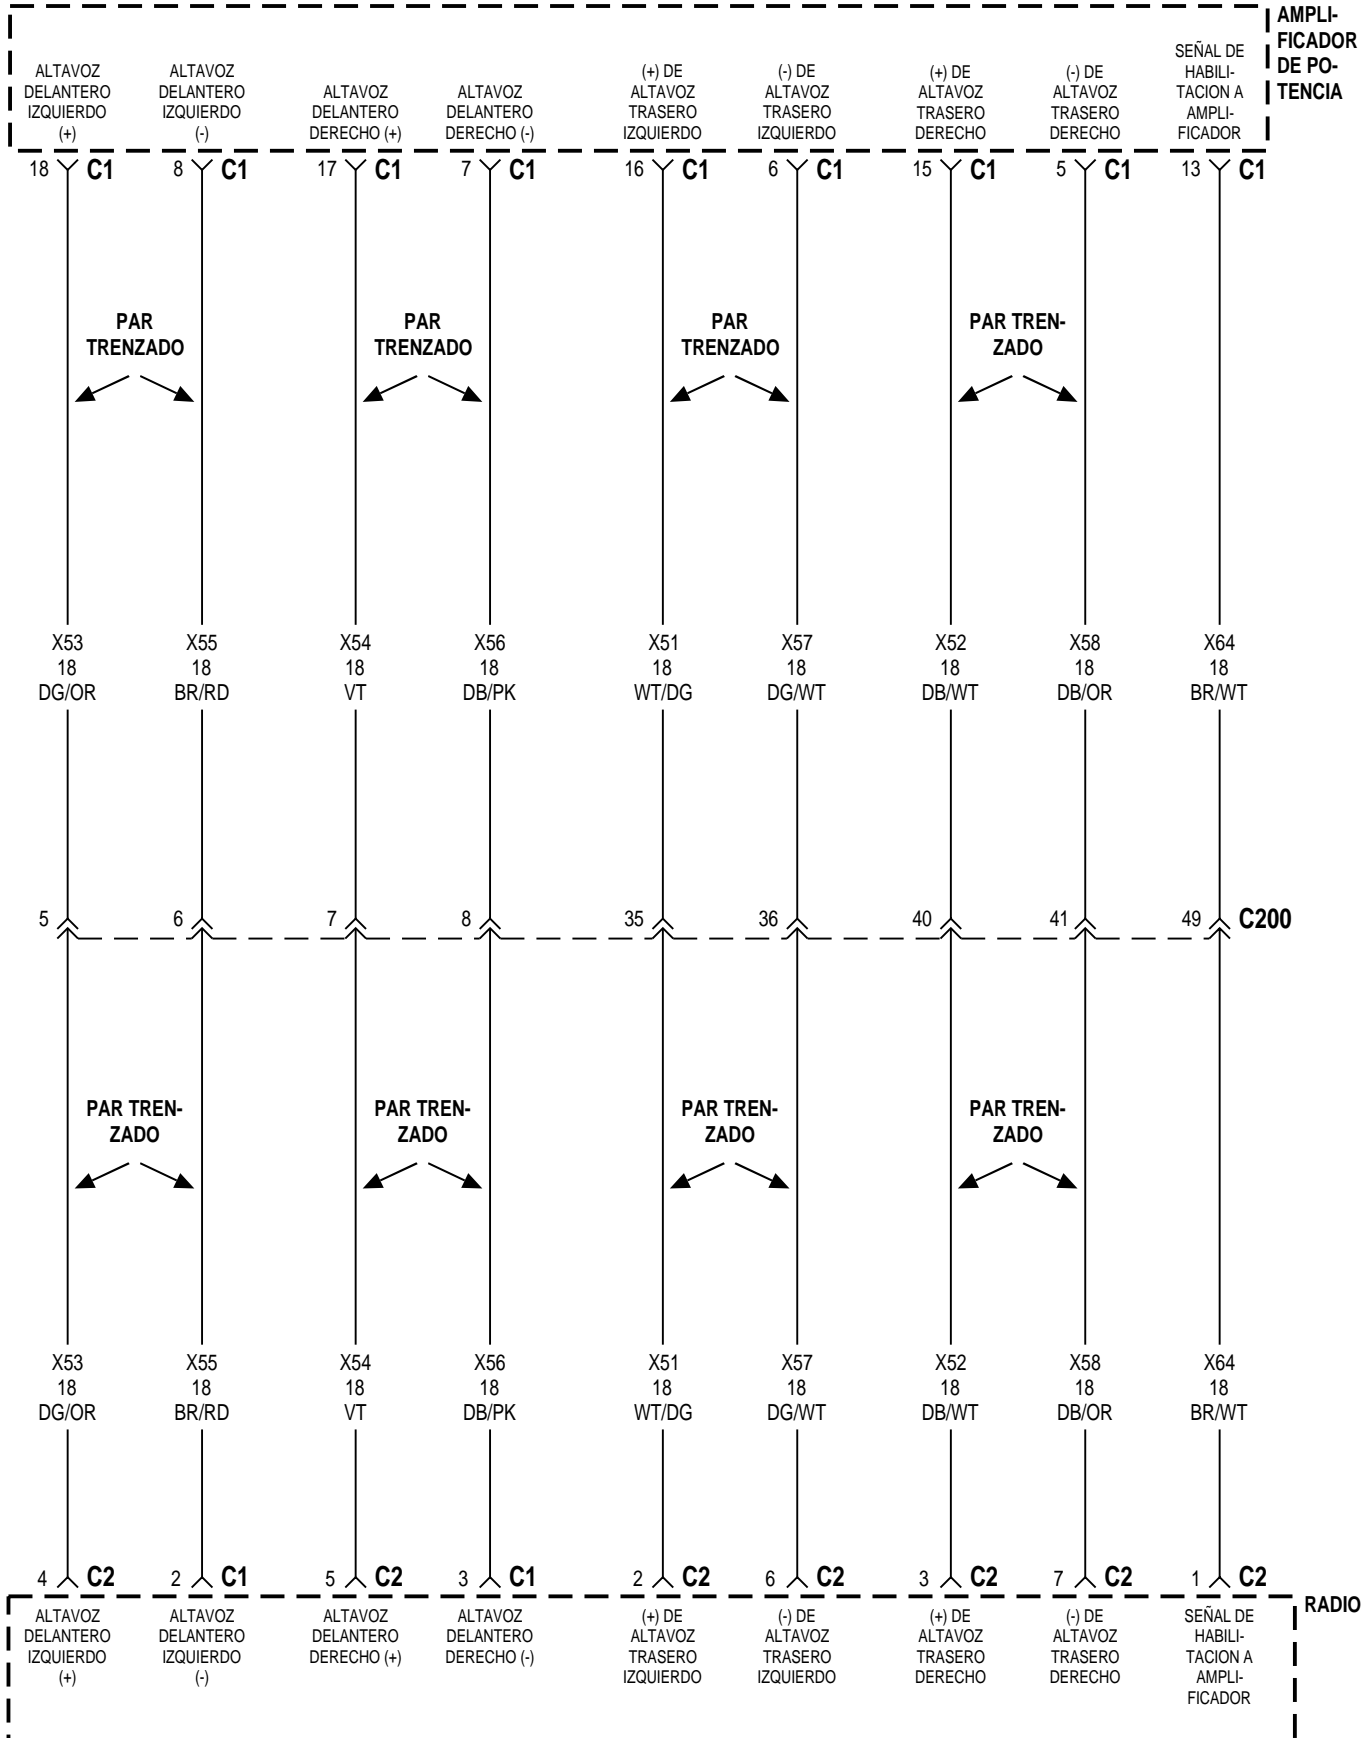 AMPLI-
FICADOR
DE PO-
TENCIA
ALTAVOZ
DELANTERO
IZQUIERDO
(+)
ALTAVOZ
DELANTERO
IZQUIERDO
(-)
ALTAVOZ
DELANTERO
DERECHO (+)
ALTAVOZ
DELANTERO
DERECHO (-)
(+) DE
ALTAVOZ
TRASERO
IZQUIERDO
(-) DE
ALTAVOZ
TRASERO
IZQUIERDO
(+) DE
ALTAVOZ
TRASERO
DERECHO
(-) DE
ALTAVOZ
TRASERO
DERECHO
SEÑAL DE
HABILI-
TACION A
AMPLI-
FICADOR
18 C1 8 C1 17 C1 7 C1 16 C1 6 C1 15 C1 5 C1 13 C1
PAR
TRENZADO
PAR
TRENZADO
PAR
TRENZADO
PAR TREN-
ZADO
X53 X55 X54 X56 X51 X57 X52 X58 X64
18 18 18 18 18 18 18 18 18
DG/OR BR/RD VT DB/PK WT/DG DG/WT DB/WT DB/OR BR/WT
5 6 7 8 35 36 40 41 49 C200
PAR TREN-
ZADO
PAR TREN-
ZADO
PAR TREN-
ZADO
PAR TREN-
ZADO
X53 X55 X54 X56 X51 X57 X52 X58 X64
18 18 18 18 18 18 18 18 18
DG/OR BR/RD VT DB/PK WT/DG DG/WT DB/WT DB/OR BR/WT
4 C2 2 C1 5 C2 3 C1 2 C2 6 C2 3 C2 7 C2 1 C2
RADIO
ALTAVOZ
DELANTERO
IZQUIERDO
(+)
ALTAVOZ
DELANTERO
IZQUIERDO
(-)
ALTAVOZ
DELANTERO
DERECHO (+)
ALTAVOZ
DELANTERO
DERECHO (-)
(+) DE
ALTAVOZ
TRASERO
IZQUIERDO
(-) DE
ALTAVOZ
TRASERO
IZQUIERDO
(+) DE
ALTAVOZ
TRASERO
DERECHO
(-) DE
ALTAVOZ
TRASERO
DERECHO
SEÑAL DE
HABILI-
TACION A
AMPLI-
FICADOR